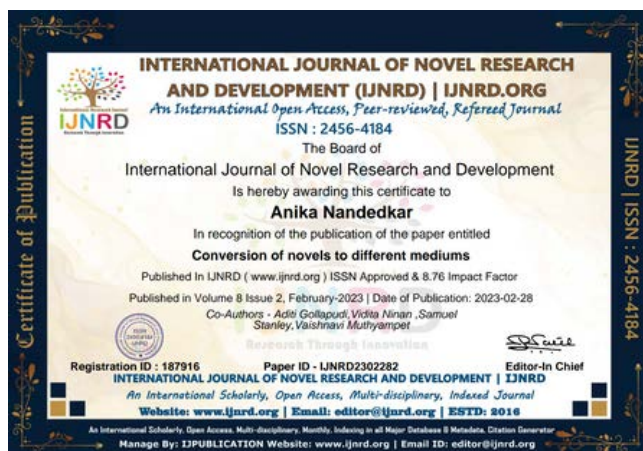 INTERNATIONAL JOURNAL OF NOVEL RESEARCH
AND DEVELOPMENT (IJNRD) | IJNRD.ORG
An International Open Access, Peer-reviewed, Refereed Journal
ISSN : 2456-4184
International Research Journal
IJNRD
Research Through Innovation
The Board of
International Journal of Novel Research and Development
Is hereby awarding this certificate to
Anika Nandedkar
In recognition of the publication of the paper entitled
Conversion of novels to different mediums
Published In IJNRD ( www.ijnrd.org ) ISSN Approved & 8.76 Impact Factor
Published in Volume 8 Issue 2, February-2023 | Date of Publication: 2023-02-28
Co-Authors - Aditi Gollapudi,Vidita Ninan ,Samuel
Stanley,Vaishnavi Muthyampet
IJNRD
Research Through Innovation
Registration ID : 187916
Paper ID - IJNRD2302282
Editor-In Chief
INTERNATIONAL JOURNAL OF NOVEL RESEARCH AND DEVELOPMENT | IJNRD
An International Scholarly, Open Access, Multi-disciplinary, Indexed Journal
Website: www.ijnrd.org | Email: editor@ijnrd.org | ESTD: 2016
An International Scholarly, Open Access, Multi-disciplinary, Monthly, Indexing in all Major Database & Metadata, Citation Generator
Manage By: IJPUBLICATION Website: www.ijnrd.org | Email ID: editor@ijnrd.org
Certificate of Publication
IJNRD | ISSN : 2456-4184